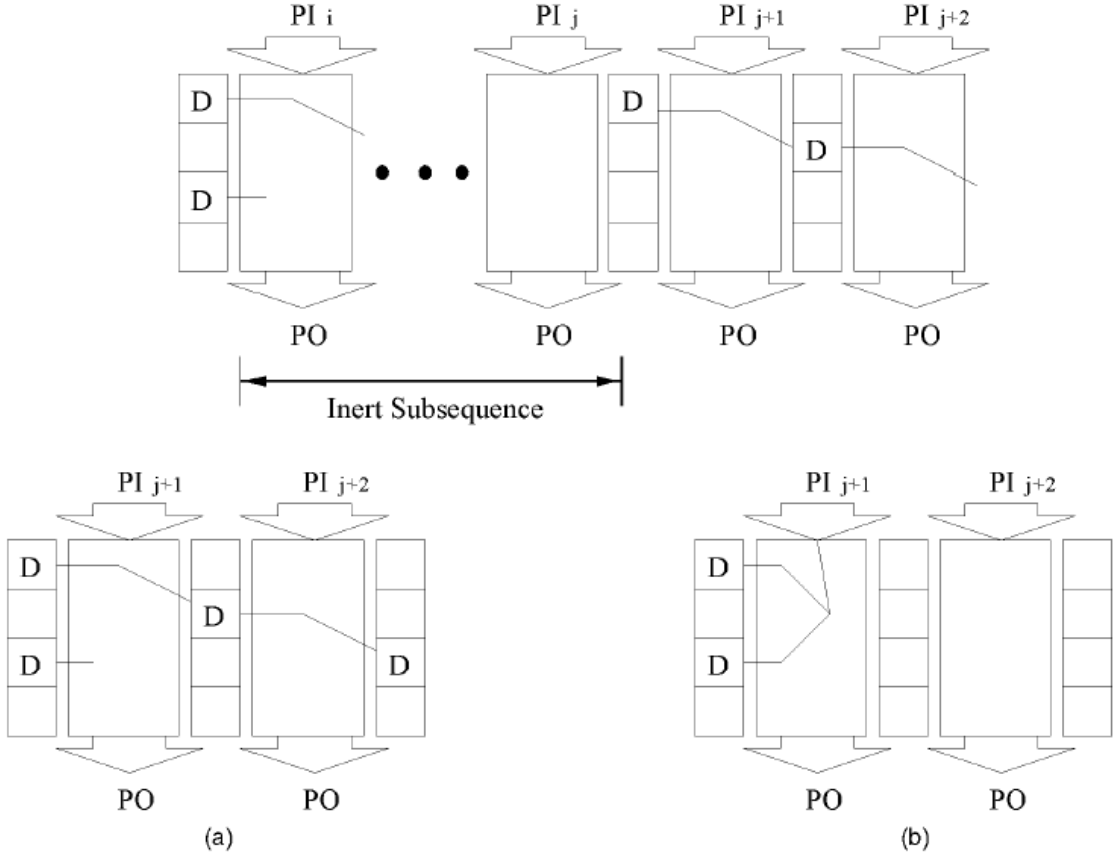 PI i PI j PI j+1 PI j+2
D D
D
D
PO PO PO PO
Inert Subsequence
PI j+1 PI j+2 PI j+1 PI j+2
D D
D
D D D
PO PO PO PO
(a) (b)